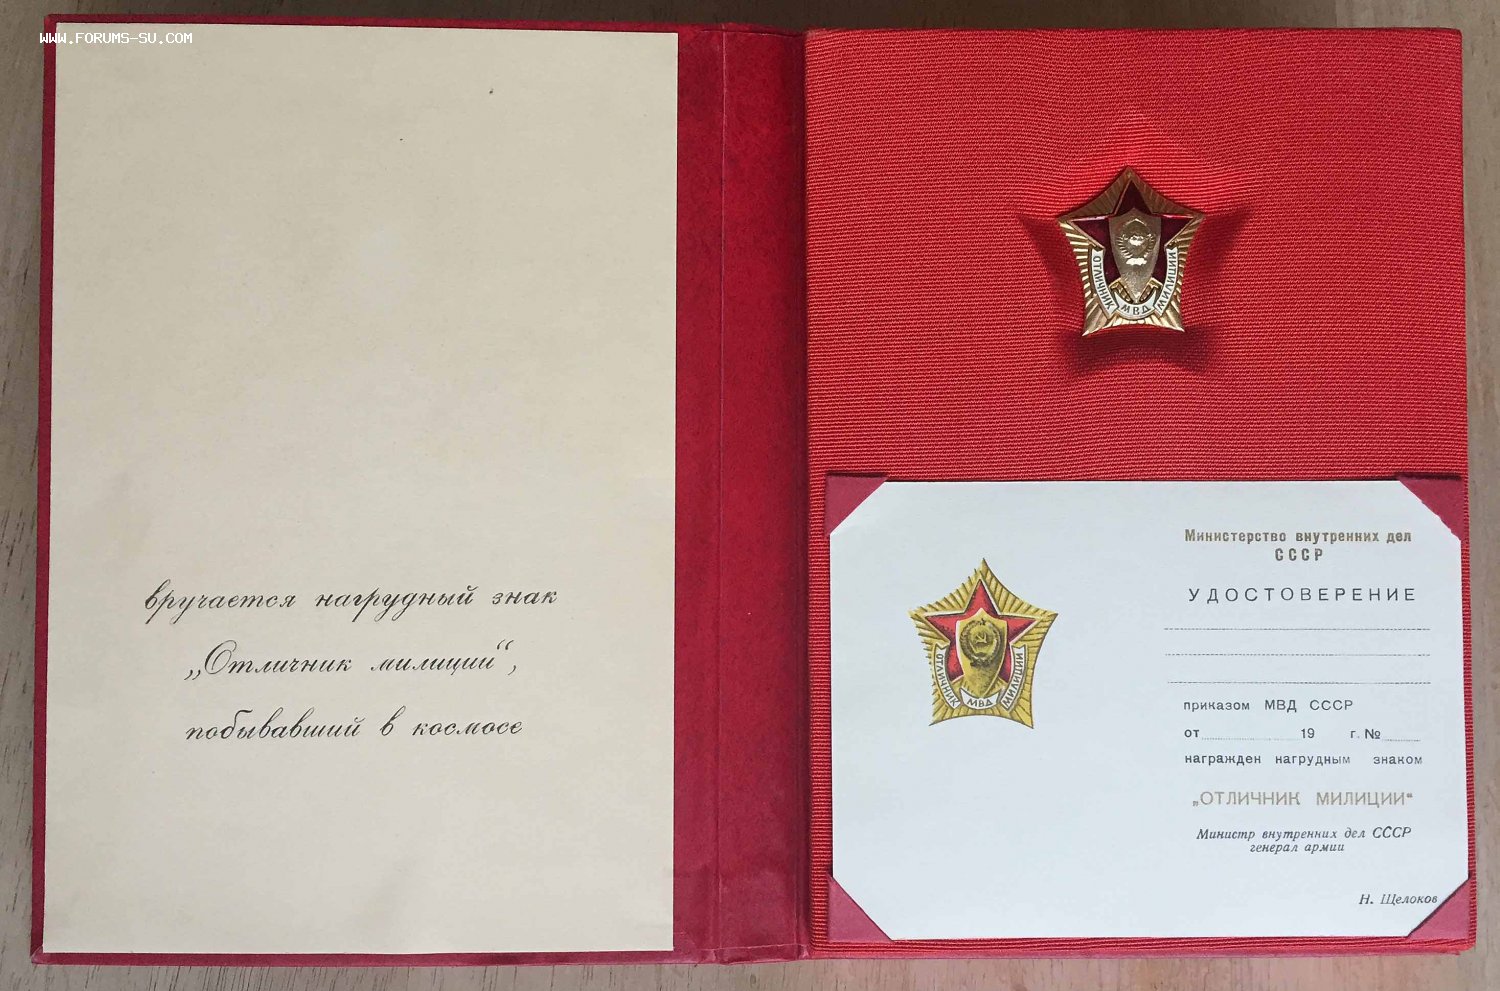 WWW.FORUMS-SU.COM
вручается нагрудный знак
„Отличник милиции“,
побывавший в космосе
ОТЛИЧНИК МВД МИЛИЦИИ
Министерство внутренних дел
СССР
УДОСТОВЕРЕНИЕ
приказом МВД СССР
от 19 г. №
награжден нагрудным знаком
„ОТЛИЧНИК МИЛИЦИИ“
Министр внутренних дел СССР
генерал армии
Н. Щелоков
ОТЛИЧНИК МВД МИЛИЦИИ